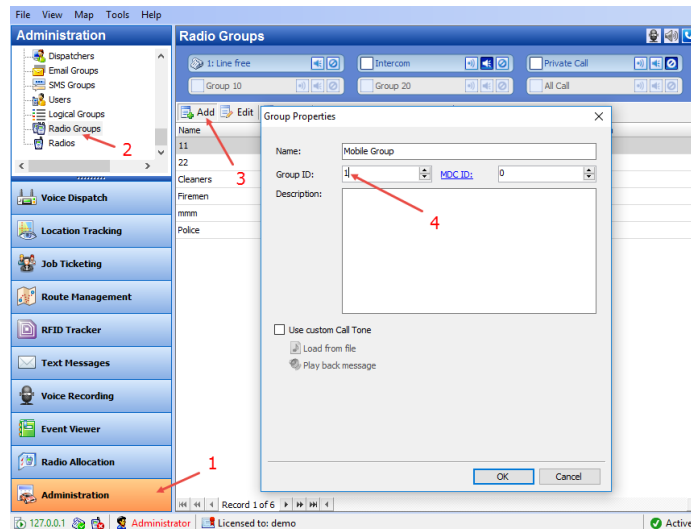 File View Map Tools Help
Administration
Radio Groups
Dispatchers
Email Groups
SMS Groups
Users
Logical Groups
Radio Groups
Radios
2
1: Line free
Intercom
Private Call
Group 10
Group 20
All Call
Add Edit
Name
11
22
Cleaners
Firemen
mmm
Police
3
Group Properties
Name: Mobile Group
Group ID: 1 MDC ID: 0
Description:
4
Use custom Call Tone
Load from file
Play back message
OK Cancel
Voice Dispatch
Location Tracking
Job Ticketing
Route Management
RFID Tracker
Text Messages
Voice Recording
Event Viewer
Radio Allocation
Administration
1
Record 1 of 6
127.0.0.1 Administrator Licensed to: demo Active